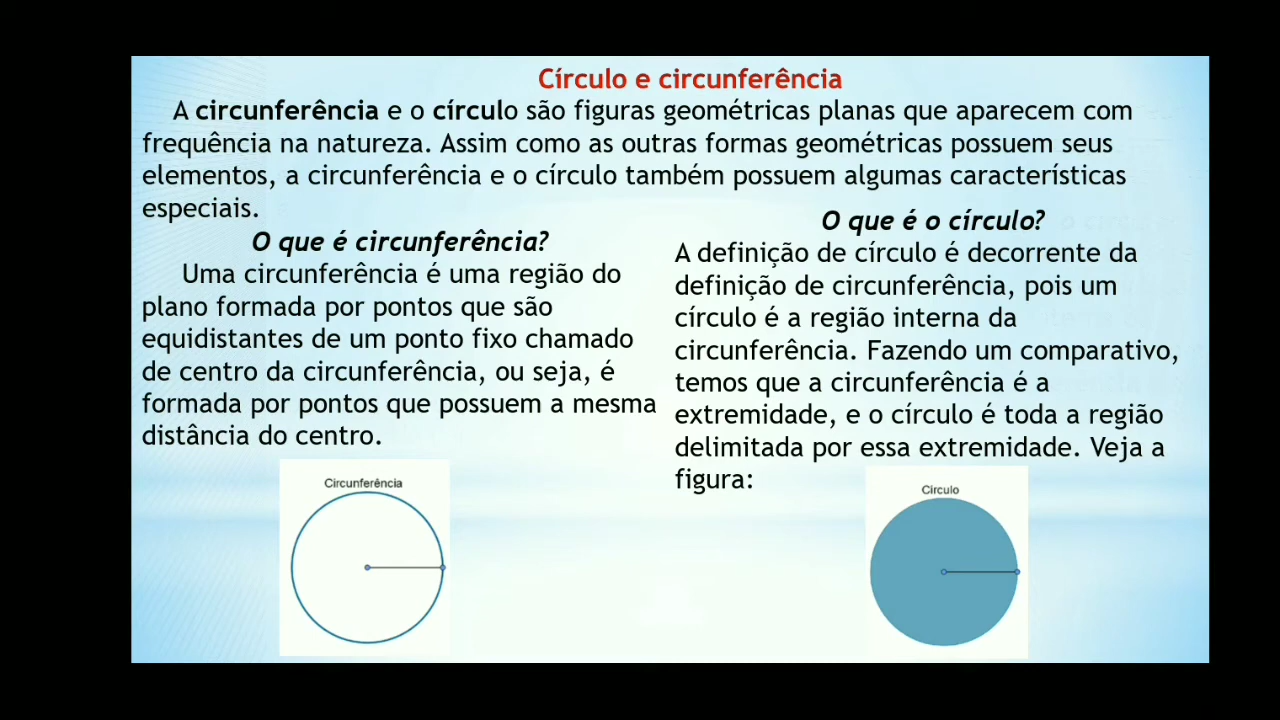 Círculo e circunferência
A circunferência e o círculo são figuras geométricas planas que aparecem com
frequência na natureza. Assim como as outras formas geométricas possuem seus
elementos, a circunferência e o círculo também possuem algumas características
especiais.
O que é circunferência?
Uma circunferência é uma região do
plano formada por pontos que são
equidistantes de um ponto fixo chamado
de centro da circunferência, ou seja, é
formada por pontos que possuem a mesma
distância do centro.
Circunferência
O que é o círculo?
A definição de círculo é decorrente da
definição de circunferência, pois um
círculo é a região interna da
circunferência. Fazendo um comparativo,
temos que a circunferência é a
extremidade, e o círculo é toda a região
delimitada por essa extremidade. Veja a
figura:
Círculo